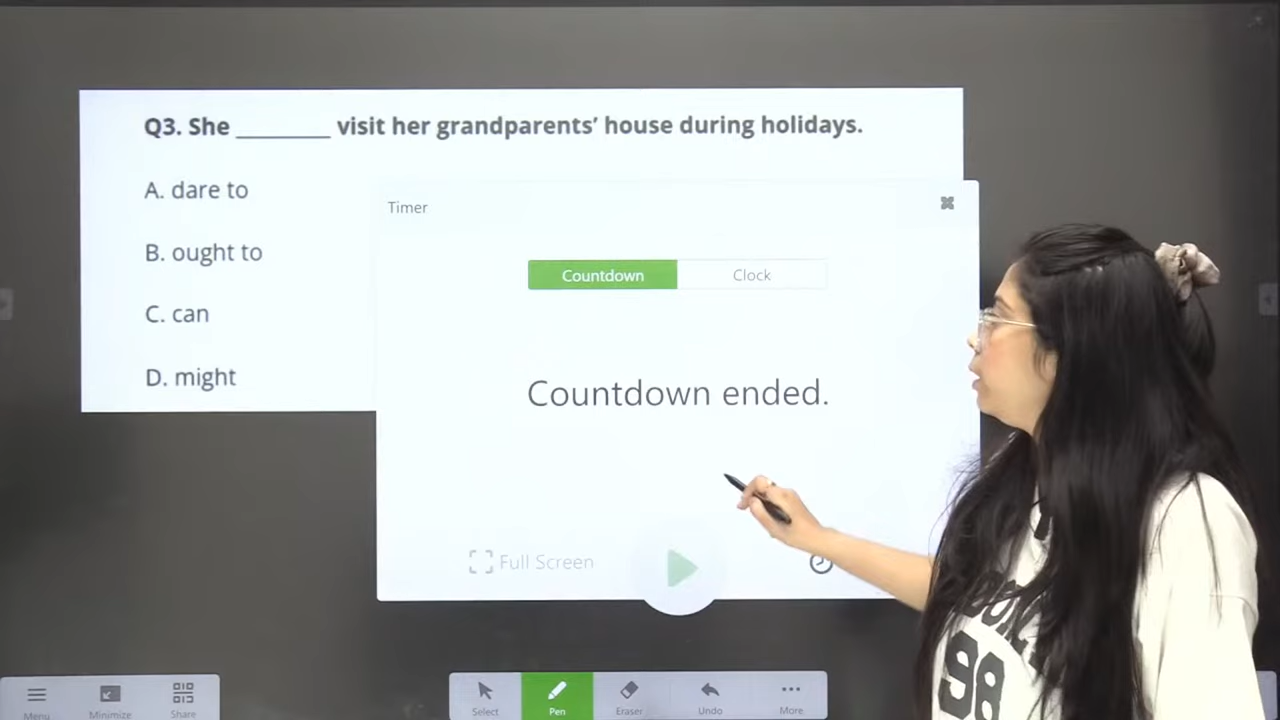 Q3. She ________ visit her grandparents’ house during holidays.
A. dare to
B. ought to
C. can
D. might
Timer
Countdown
Clock
Countdown ended.
Full Screen
98
Menu
Minimize
Share
Select
Pen
Eraser
Undo
More